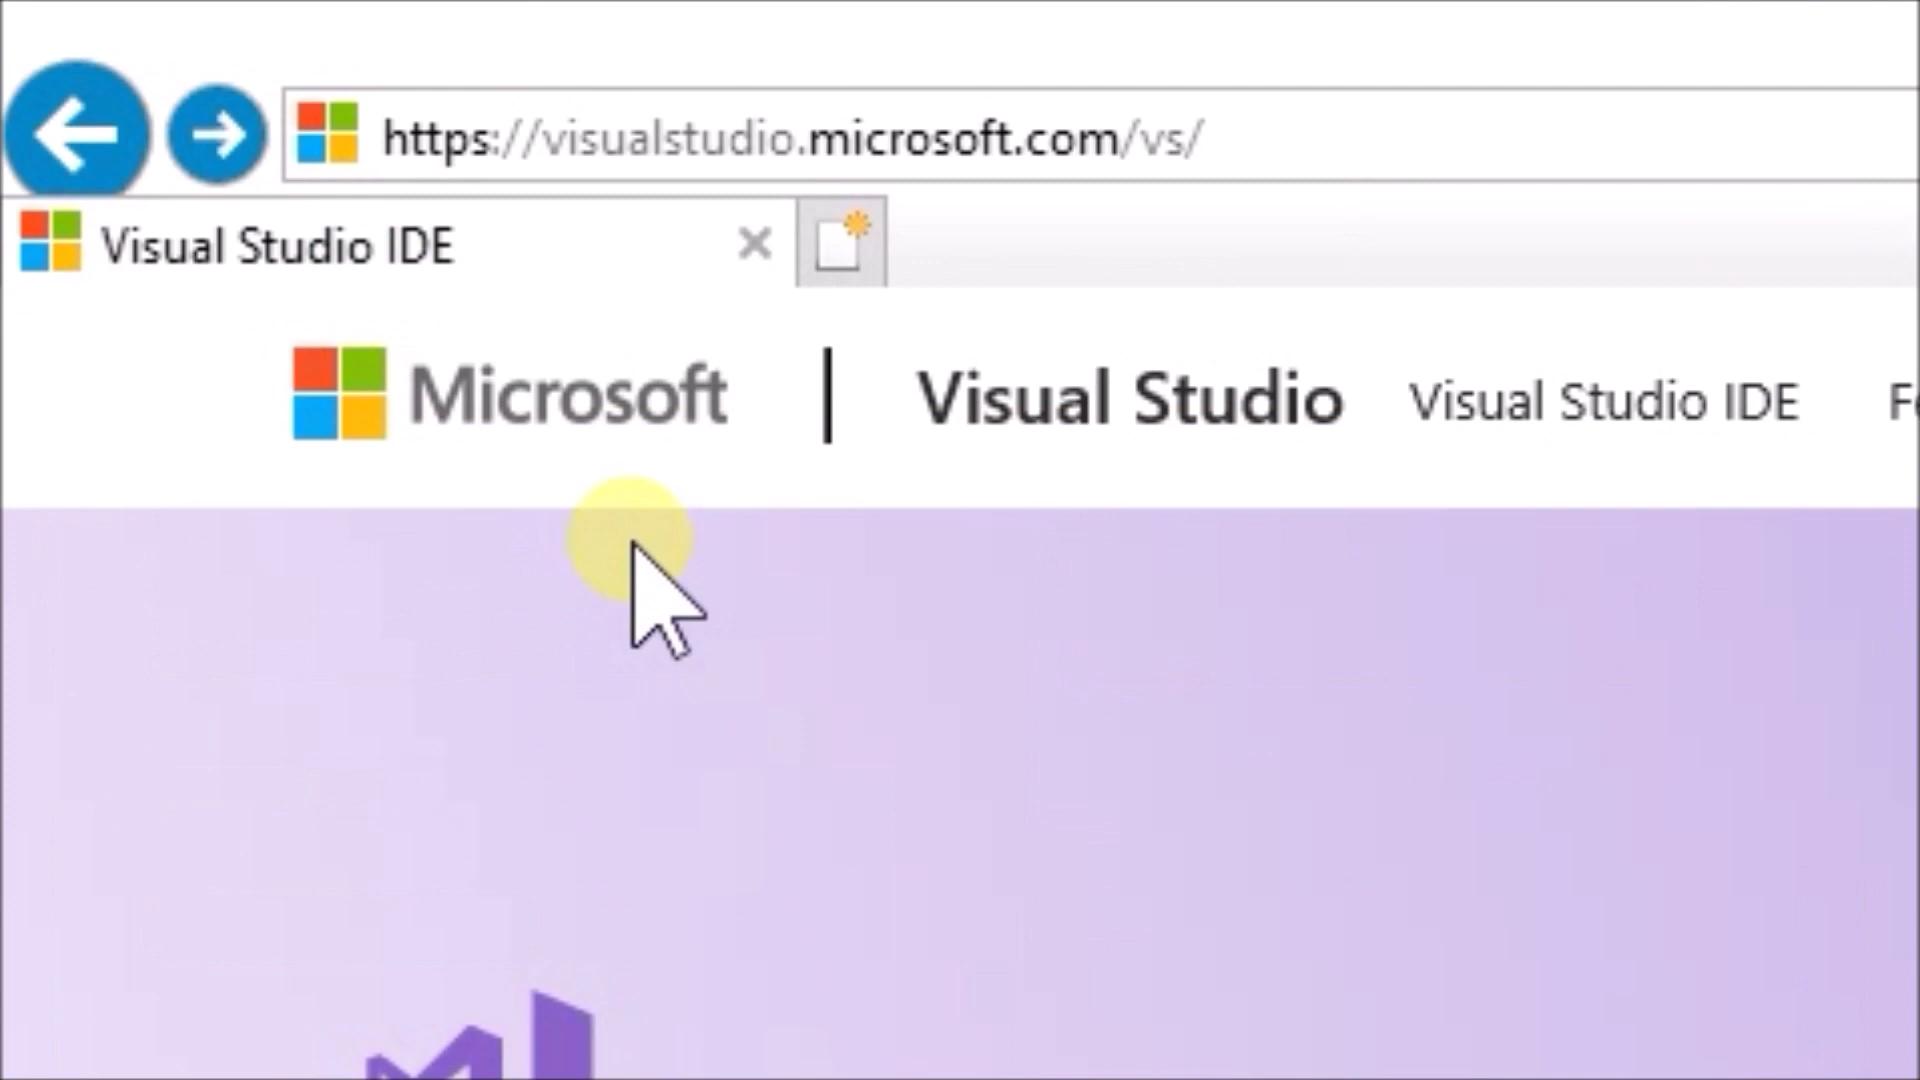 https://visualstudio.microsoft.com/vs/
Visual Studio IDE
Microsoft
Visual Studio Visual Studio IDE